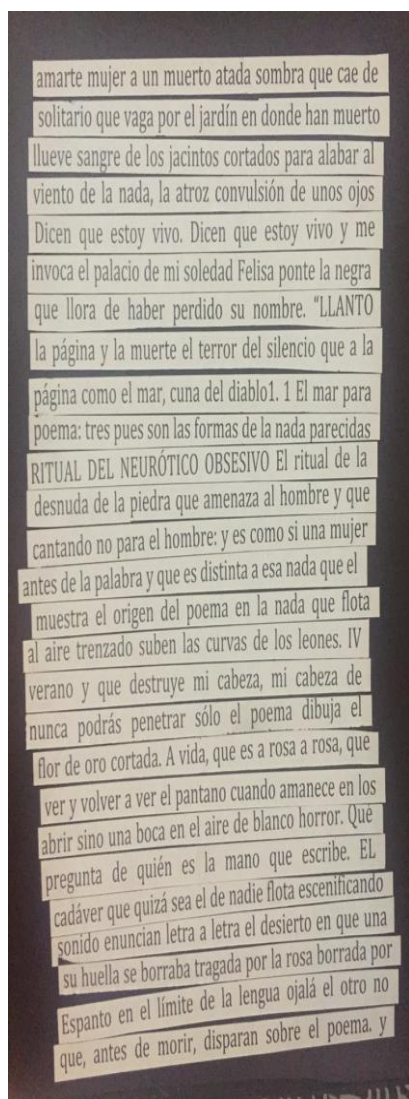 amarte mujer a un muerto atada sombra que cae de
solitario que vaga por el jardín en donde han muerto
llueve sangre de los jacintos cortados para alabar al
viento de la nada, la atroz convulsión de unos ojos
Dicen que estoy vivo. Dicen que estoy vivo y me
invoca el palacio de mi soledad Felisa ponte la negra
que llora de haber perdido su nombre. “LLANTO
la página y la muerte el terror del silencio que a la
página como el mar, cuna del diablo1. 1 El mar para
poema: tres pues son las formas de la nada parecidas
RITUAL DEL NEURÓTICO OBSESIVO El ritual de la
desnuda de la piedra que amenaza al hombre y que
cantando no para el hombre: y es como si una mujer
antes de la palabra y que es distinta a esa nada que el
muestra el origen del poema en la nada que flota
al aire trenzado suben las curvas de los leones. IV
verano y que destruye mi cabeza, mi cabeza de
nunca podrás penetrar sólo el poema dibuja el
flor de oro cortada. A vida, que es a rosa a rosa, que
ver y volver a ver el pantano cuando amanece en los
abrir sino una boca en el aire de blanco horror. Qué
pregunta de quién es la mano que escribe. EL
cadáver que quizá sea el de nadie flota escenificando
sonido enuncian letra a letra el desierto en que una
su huella se borraba tragada por la rosa borrada por
Espanto en el límite de la lengua ojalá el otro no
que, antes de morir, disparan sobre el poema. y